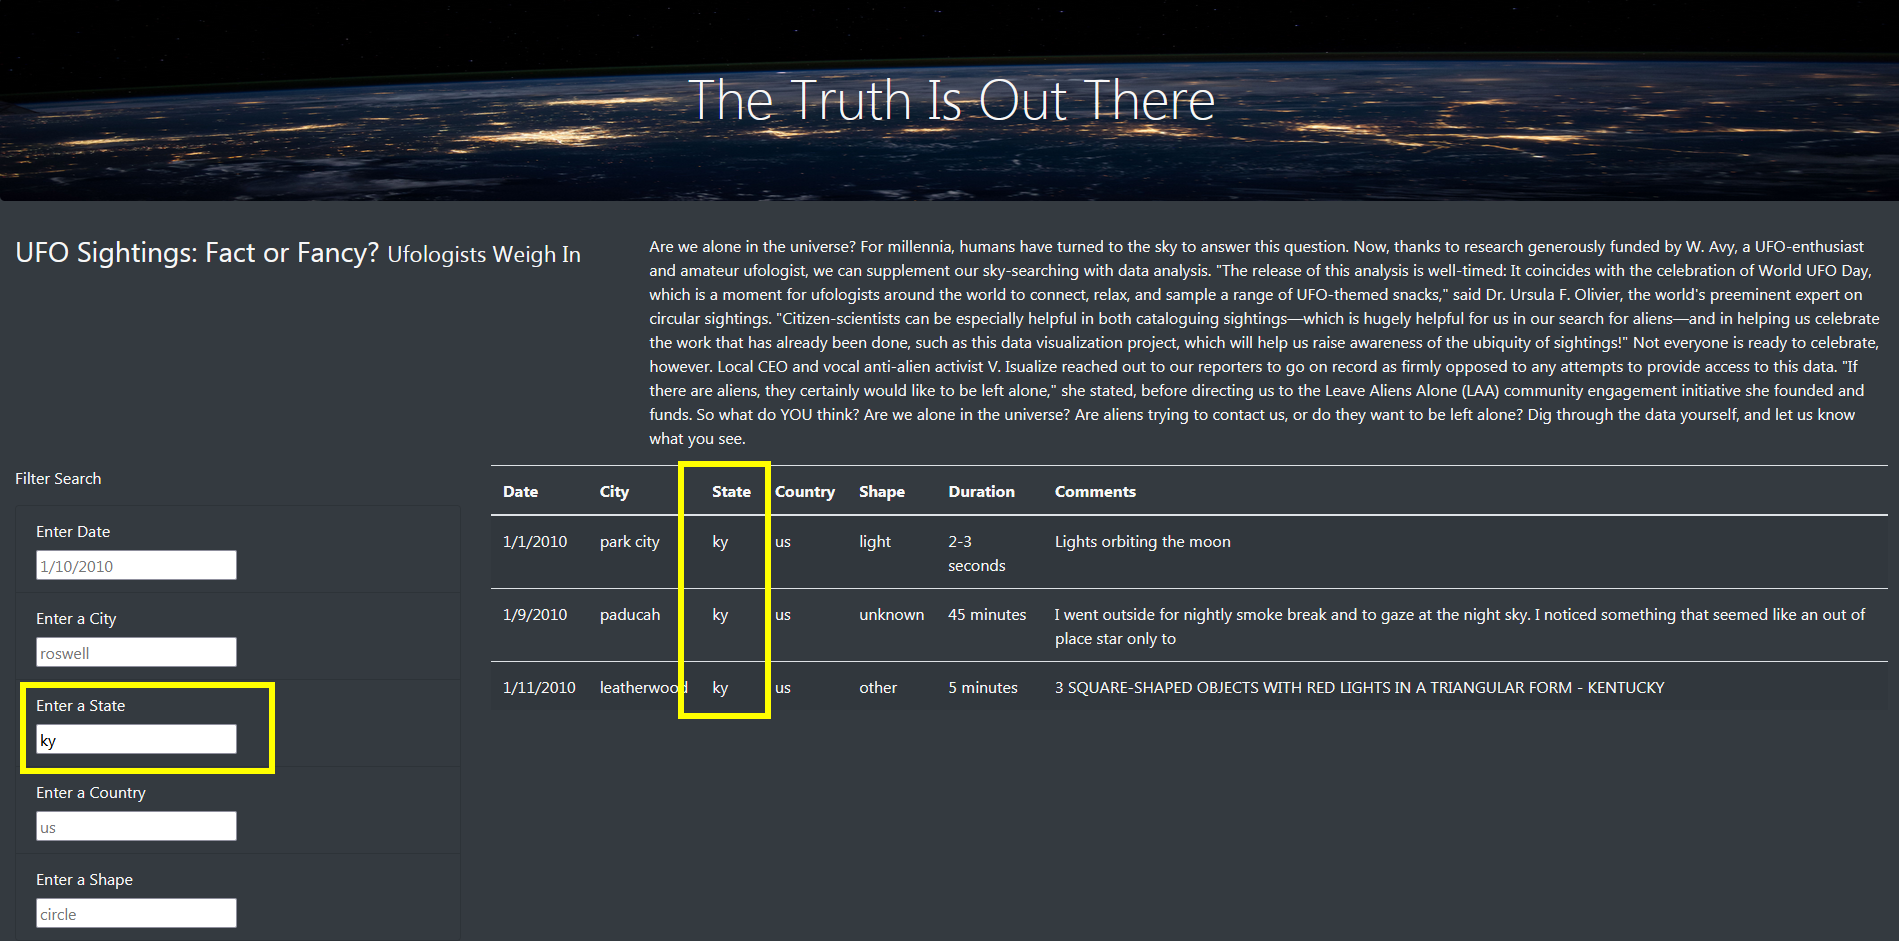 The Truth Is Out There
UFO Sightings: Fact or Fancy? Ufologists Weigh In
Are we alone in the universe? For millennia, humans have turned to the sky to answer this question. Now, thanks to research generously funded by W. Avy, a UFO-enthusiast
and amateur ufologist, we can supplement our sky-searching with data analysis. "The release of this analysis is well-timed: It coincides with the celebration of World UFO Day,
which is a moment for ufologists around the world to connect, relax, and sample a range of UFO-themed snacks," said Dr. Ursula F. Olivier, the world's preeminent expert on
circular sightings. "Citizen-scientists can be especially helpful in both cataloguing sightings—which is hugely helpful for us in our search for aliens—and in helping us celebrate
the work that has already been done, such as this data visualization project, which will help us raise awareness of the ubiquity of sightings!" Not everyone is ready to celebrate,
however. Local CEO and vocal anti-alien activist V. Isualize reached out to our reporters to go on record as firmly opposed to any attempts to provide access to this data. "If
there are aliens, they certainly would like to be left alone," she stated, before directing us to the Leave Aliens Alone (LAA) community engagement initiative she founded and
funds. So what do YOU think? Are we alone in the universe? Are aliens trying to contact us, or do they want to be left alone? Dig through the data yourself, and let us know
what you see.
Filter Search
Enter Date
1/10/2010
Enter a City
roswell
Enter a State
ky
Enter a Country
us
Enter a Shape
circle
Date City State Country Shape Duration Comments
1/1/2010 park city ky us light 2-3 Lights orbiting the moon
seconds
1/9/2010 paducah ky us unknown 45 minutes I went outside for nightly smoke break and to gaze at the night sky. I noticed something that seemed like an out of
place star only to
1/11/2010 leatherwood ky us other 5 minutes 3 SQUARE-SHAPED OBJECTS WITH RED LIGHTS IN A TRIANGULAR FORM - KENTUCKY